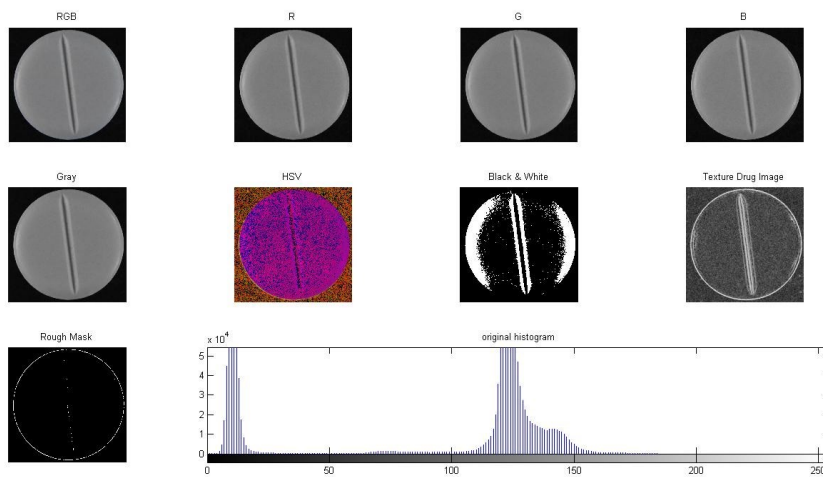 RGB
R
G
B
Gray
HSV
Black & White
Texture Drug Image
Rough Mask
original histogram
x 10^4
5
4
3
2
1
0
0 50 100 150 200 250